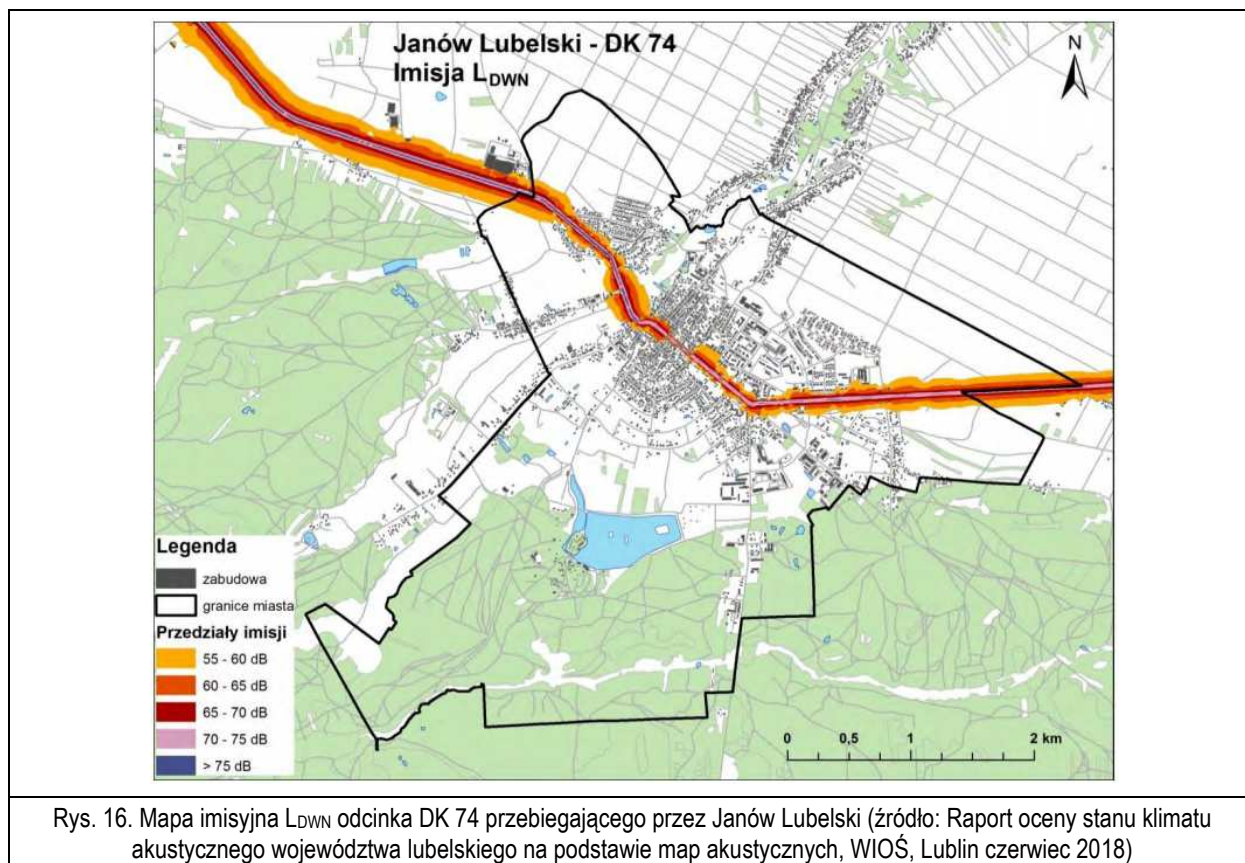 Janów Lubelski - DK 74
Imisja LDWN
N
Legenda
zabudowa
granice miasta
Przedziały imisji
55 - 60 dB
60 - 65 dB
65 - 70 dB
70 - 75 dB
> 75 dB
0 0,5 1 2 km
Rys. 16. Mapa imisyjna LDWN odcinka DK 74 przebiegającego przez Janów Lubelski (źródło: Raport oceny stanu klimatu
akustycznego województwa lubelskiego na podstawie map akustycznych, WIOŚ, Lublin czerwiec 2018)